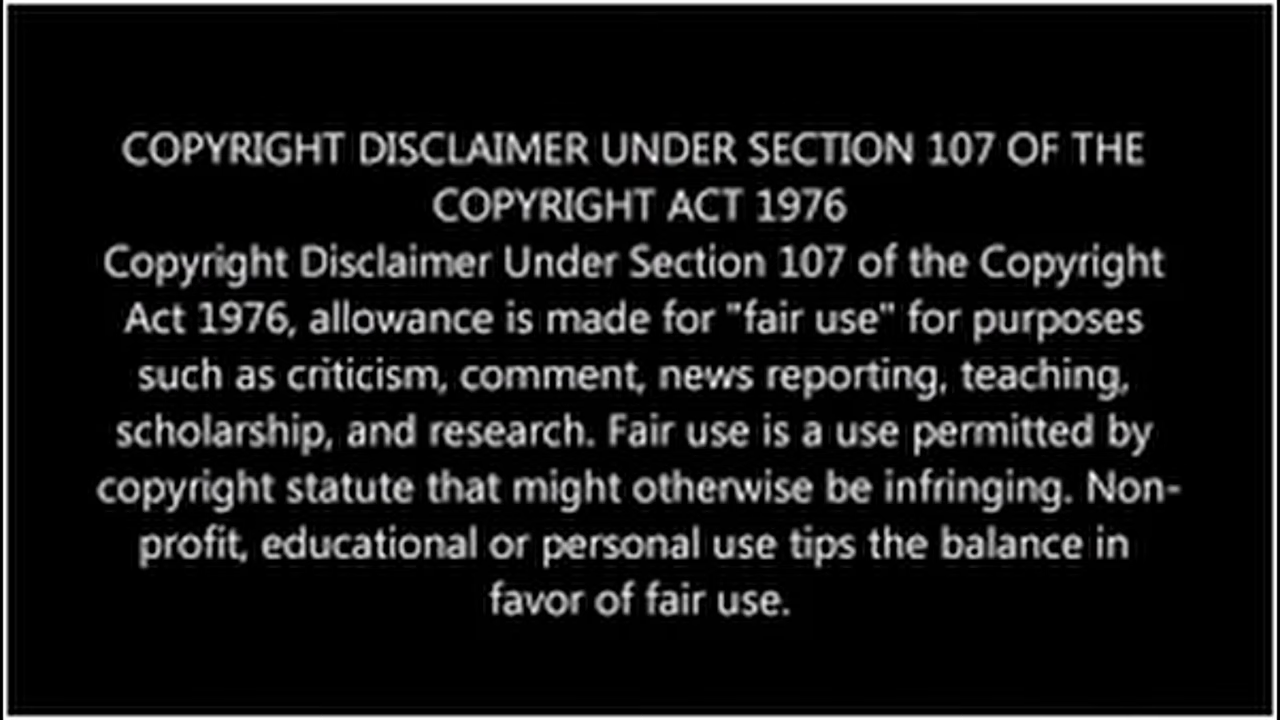 COPYRIGHT DISCLAIMER UNDER SECTION 107 OF THE
COPYRIGHT ACT 1976
Copyright Disclaimer Under Section 107 of the Copyright
Act 1976, allowance is made for "fair use" for purposes
such as criticism, comment, news reporting, teaching,
scholarship, and research. Fair use is a use permitted by
copyright statute that might otherwise be infringing. Non-
profit, educational or personal use tips the balance in
favor of fair use.